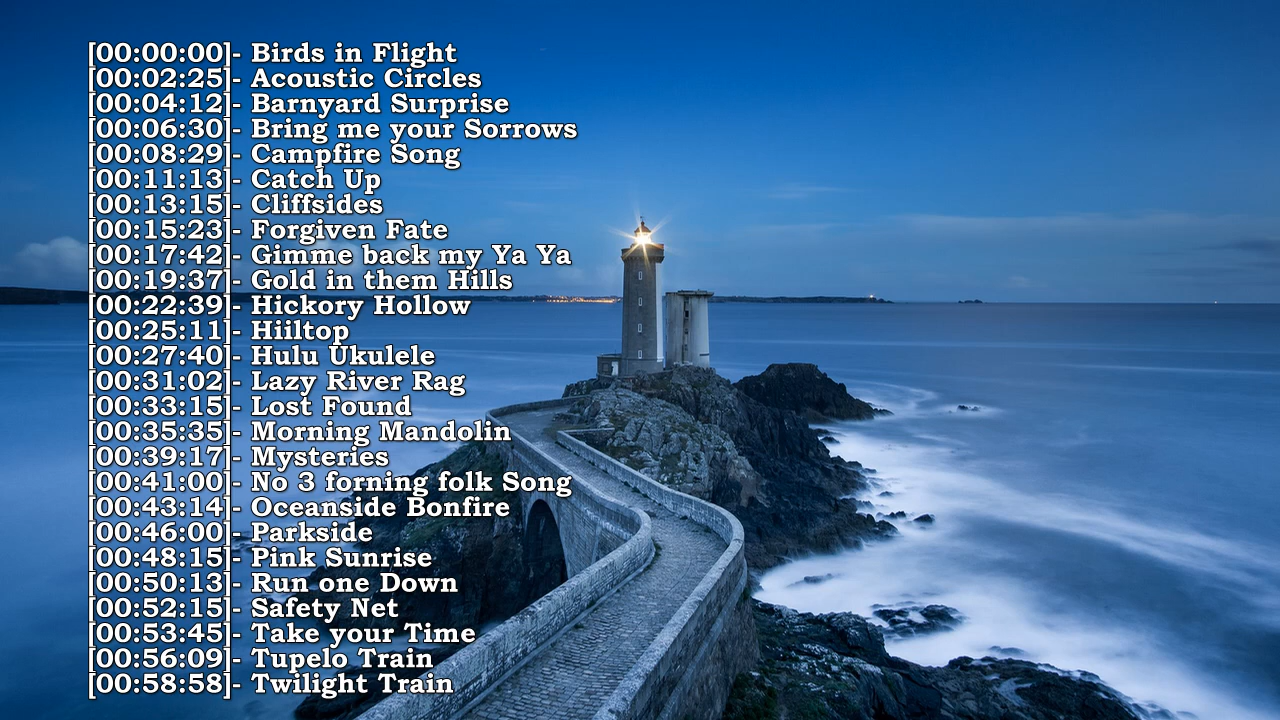 [00:00:00]- Birds in Flight
[00:02:25]- Acoustic Circles
[00:04:12]- Barnyard Surprise
[00:06:30]- Bring me your Sorrows
[00:08:29]- Campfire Song
[00:11:13]- Catch Up
[00:13:15]- Cliffsides
[00:15:23]- Forgiven Fate
[00:17:42]- Gimme back my Ya Ya
[00:19:37]- Gold in them Hills
[00:22:39]- Hickory Hollow
[00:25:11]- Hiiltop
[00:27:40]- Hulu Ukulele
[00:31:02]- Lazy River Rag
[00:33:15]- Lost Found
[00:35:35]- Morning Mandolin
[00:39:17]- Mysteries
[00:41:00]- No 3 forning folk Song
[00:43:14]- Oceanside Bonfire
[00:46:00]- Parkside
[00:48:15]- Pink Sunrise
[00:50:13]- Run one Down
[00:52:15]- Safety Net
[00:53:45]- Take your Time
[00:56:09]- Tupelo Train
[00:58:58]- Twilight Train